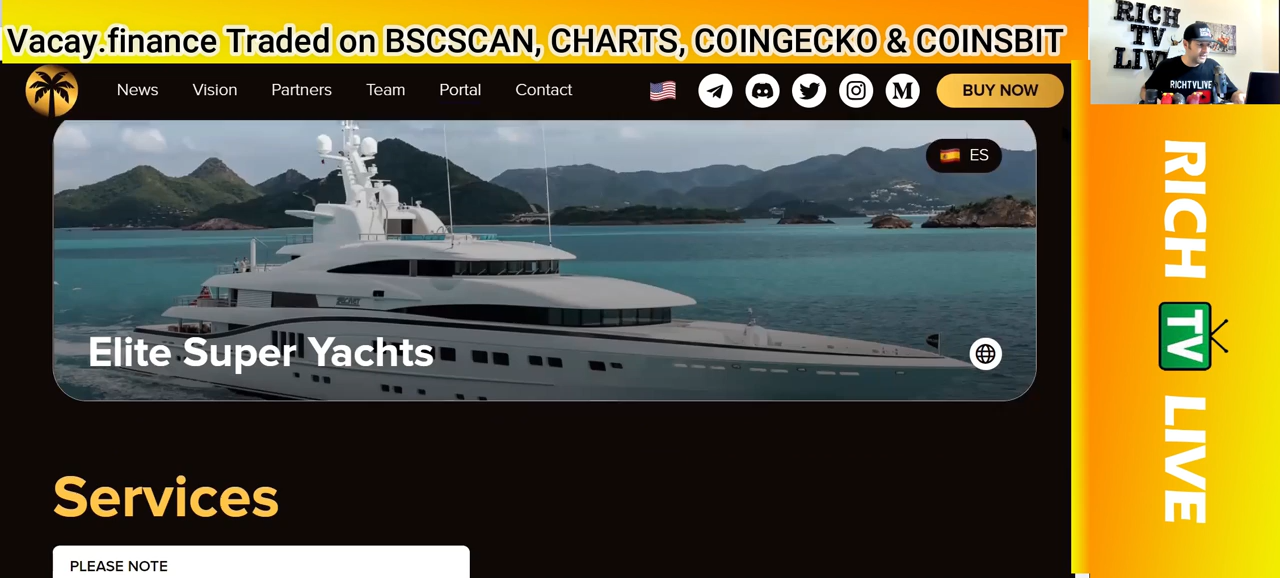 Vacay.finance Traded on BSCSCAN, CHARTS, COINGECKO & COINSBIT
RICH
TV
LIV
RICHTVLIVE
News Vision Partners Team Portal Contact BUY NOW
ES
Elite Super Yachts
Services
PLEASE NOTE
RICH TV LIVE